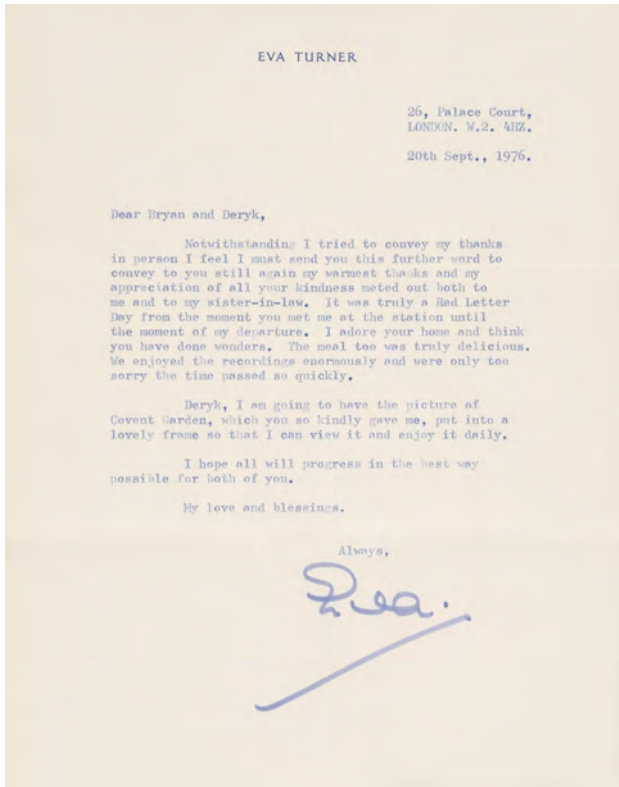 EVA TURNER
26, Palace Court,
LONDON. W.2. 4HZ.
20th Sept., 1976.
Dear Bryan and Deryk,
Notwithstanding I tried to convey my thanks
in person I feel I must send you this further word to
convey to you still again my warmest thanks and my
appreciation of all your kindness meted out both to
me and to my sister-in-law. It was truly a Red Letter
Day from the moment you met me at the station until
the moment of my departure. I adore your home and think
you have done wonders. The meal too was truly delicious.
We enjoyed the recordings enormously and were only too
sorry the time passed so quickly.
Deryk, I am going to have the picture of
Covent Garden, which you so kindly gave me, put into a
lovely frame so that I can view it and enjoy it daily.
I hope all will progress in the best way
possible for both of you.
My love and blessings.
Always,
Eva.